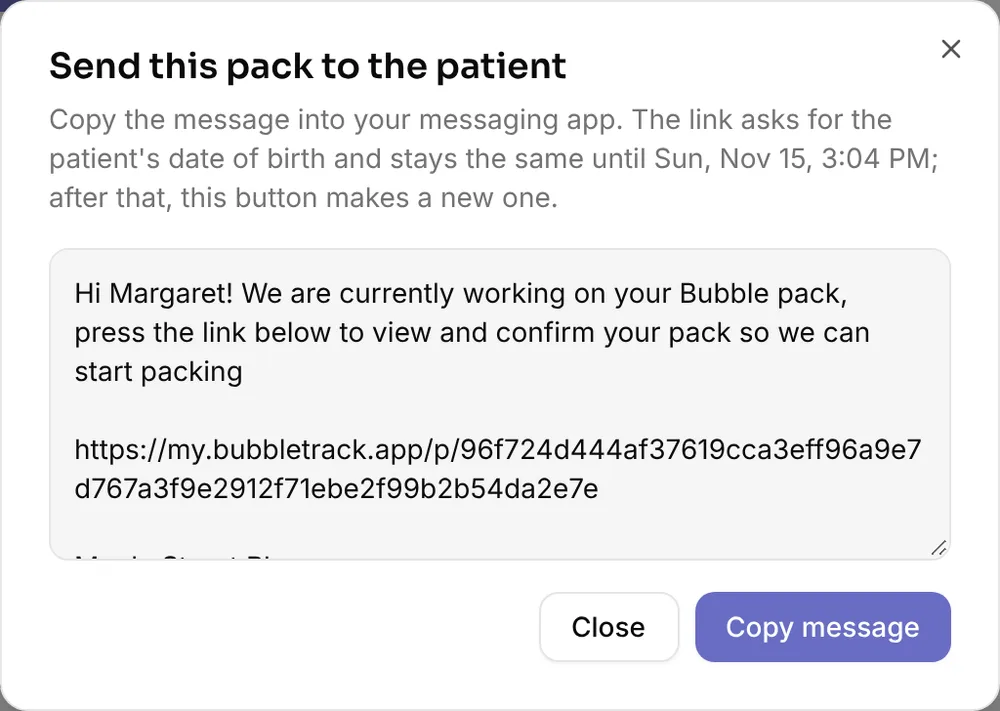 Send this pack to the patient
Copy the message into your messaging app. The link asks for the
patient's date of birth and stays the same until Sun, Nov 15, 3:04 PM;
after that, this button makes a new one.
Hi Margaret! We are currently working on your Bubble pack,
press the link below to view and confirm your pack so we can
start packing
https://my.bubbletrack.app/p/96f724d444af37619cca3eff96a9e7
d767a3f9e2912f71ebe2f99b2b54da2e7e
Close
Copy message